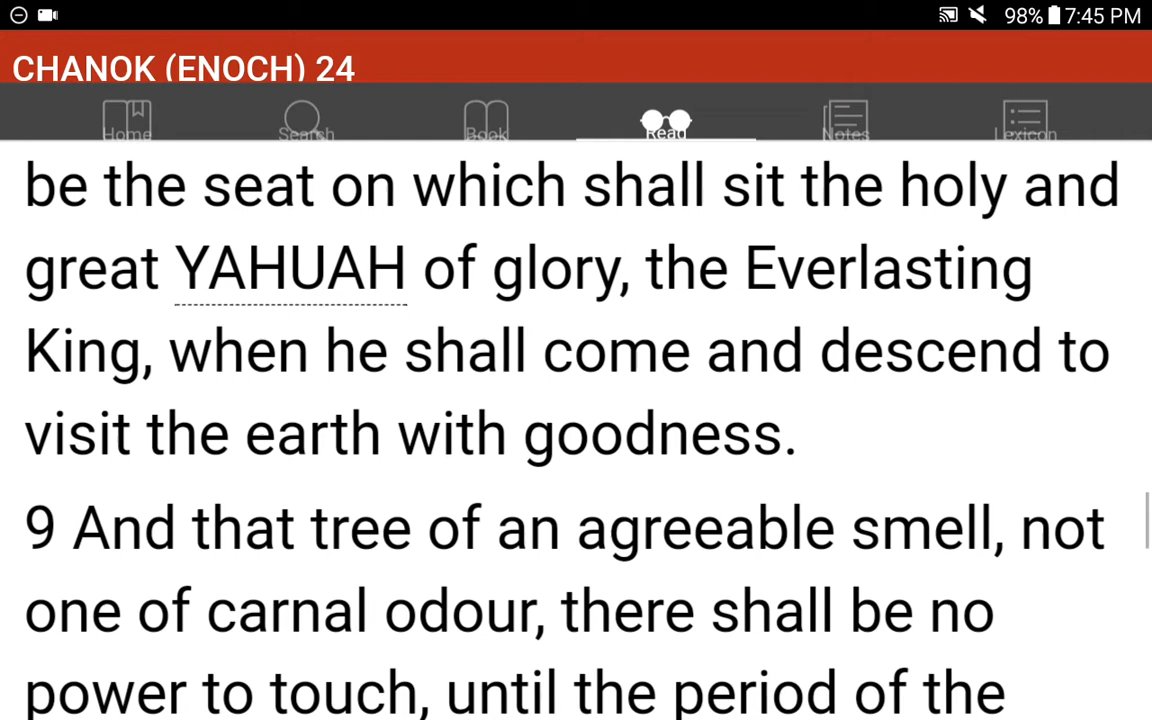 98% 7:45 PM
CHANOK (ENOCH) 24
Home Search Book Read Notes Lexicon
be the seat on which shall sit the holy and
great YAHUAH of glory, the Everlasting
King, when he shall come and descend to
visit the earth with goodness.
9 And that tree of an agreeable smell, not
one of carnal odour, there shall be no
power to touch, until the period of the